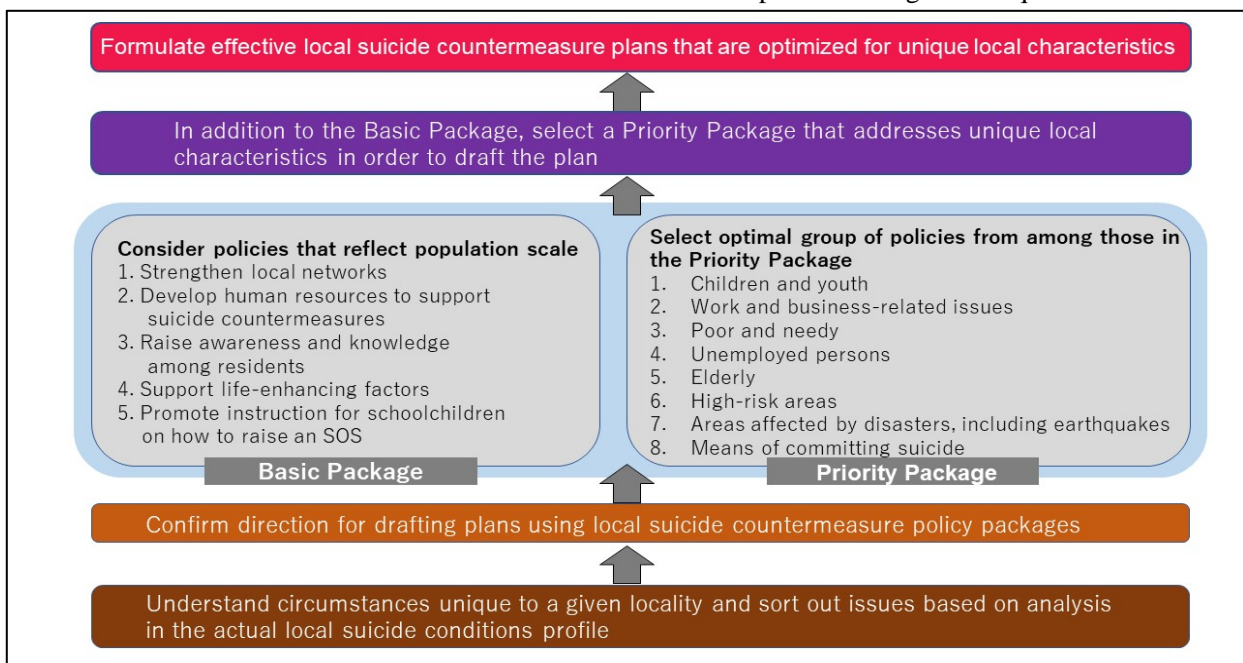 Formulate effective local suicide countermeasure plans that are optimized for unique local characteristics
In addition to the Basic Package, select a Priority Package that addresses unique local
characteristics in order to draft the plan
Consider policies that reflect population scale
1. Strengthen local networks
2. Develop human resources to support
suicide countermeasures
3. Raise awareness and knowledge
among residents
4. Support life-enhancing factors
5. Promote instruction for schoolchildren
on how to raise an SOS
Basic Package
Select optimal group of policies from among those in
the Priority Package
1. Children and youth
2. Work and business-related issues
3. Poor and needy
4. Unemployed persons
5. Elderly
6. High-risk areas
7. Areas affected by disasters, including earthquakes
8. Means of committing suicide
Priority Package
Confirm direction for drafting plans using local suicide countermeasure policy packages
Understand circumstances unique to a given locality and sort out issues based on analysis
in the actual local suicide conditions profile